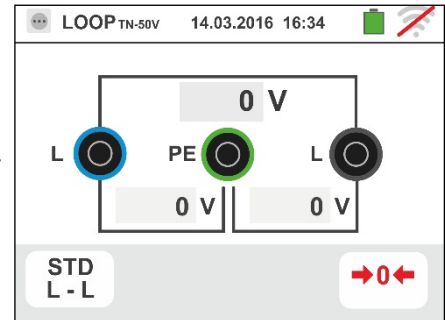 LOOP TN-50V 14.03.2016 16:34
0 V
L PE L
0 V 0 V
STD
L - L
→0←